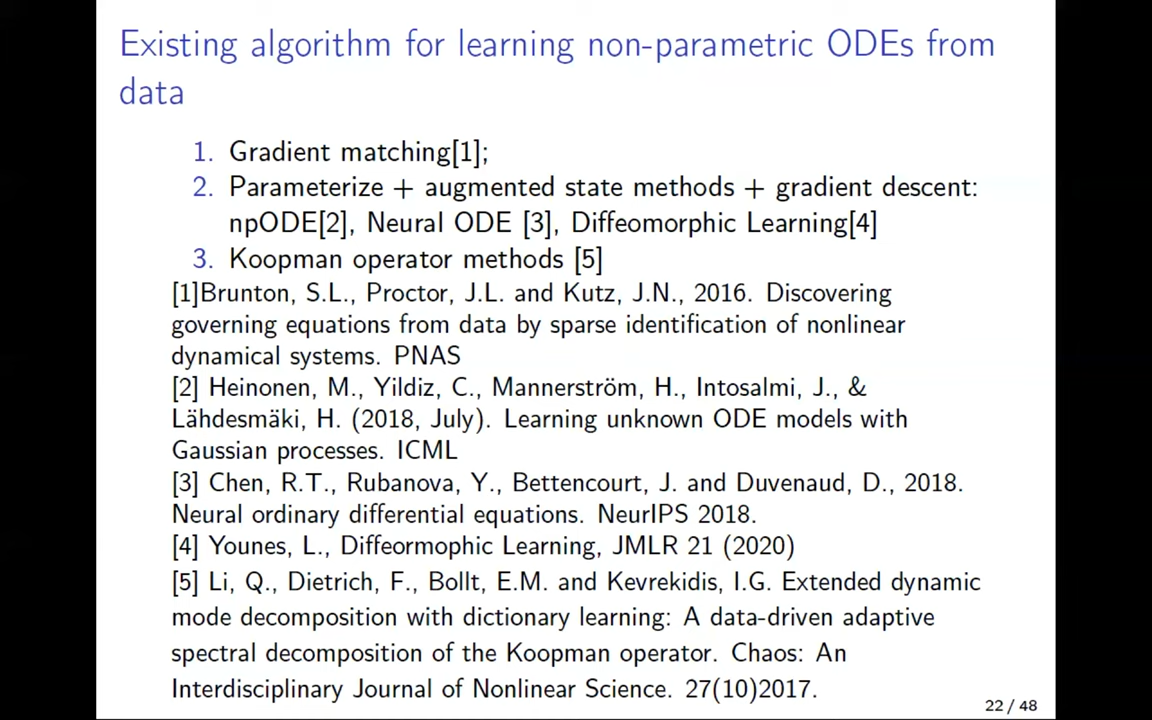 Existing algorithm for learning non-parametric ODEs from
data
1. Gradient matching[1];
2. Parameterize + augmented state methods + gradient descent:
npODE[2], Neural ODE [3], Diffeomorphic Learning[4]
3. Koopman operator methods [5]
[1]Brunton, S.L., Proctor, J.L. and Kutz, J.N., 2016. Discovering
governing equations from data by sparse identification of nonlinear
dynamical systems. PNAS
[2] Heinonen, M., Yildiz, C., Mannerström, H., Intosalmi, J., &
Lähdesmäki, H. (2018, July). Learning unknown ODE models with
Gaussian processes. ICML
[3] Chen, R.T., Rubanova, Y., Bettencourt, J. and Duvenaud, D., 2018.
Neural ordinary differential equations. NeurIPS 2018.
[4] Younes, L., Diffeormophic Learning, JMLR 21 (2020)
[5] Li, Q., Dietrich, F., Bollt, E.M. and Kevrekidis, I.G. Extended dynamic
mode decomposition with dictionary learning: A data-driven adaptive
spectral decomposition of the Koopman operator. Chaos: An
Interdisciplinary Journal of Nonlinear Science. 27(10)2017.
22 / 48